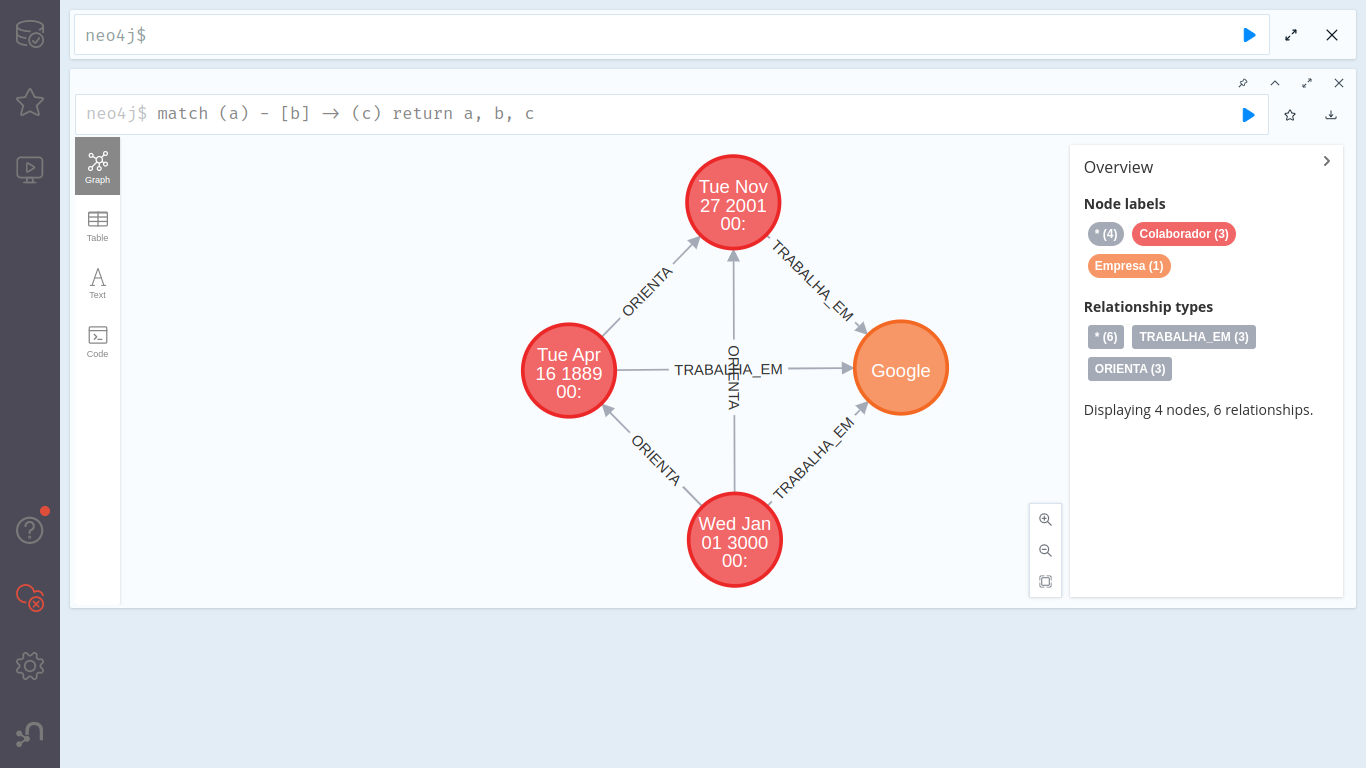 neo4j$
neo4j$ match (a) - [b] -> (c) return a, b, c
Graph
Table
Text
Code
Tue Nov
27 2001
00:
ORIENTA
TRABALHA_EM
Tue Apr
16 1889
00:
TRABALHA_EM
ORIENTA
Google
ORIENTA
TRABALHA_EM
Wed Jan
01 3000
00:
Overview
Node labels
* (4) Colaborador (3)
Empresa (1)
Relationship types
* (6) TRABALHA_EM (3)
ORIENTA (3)
Displaying 4 nodes, 6 relationships.